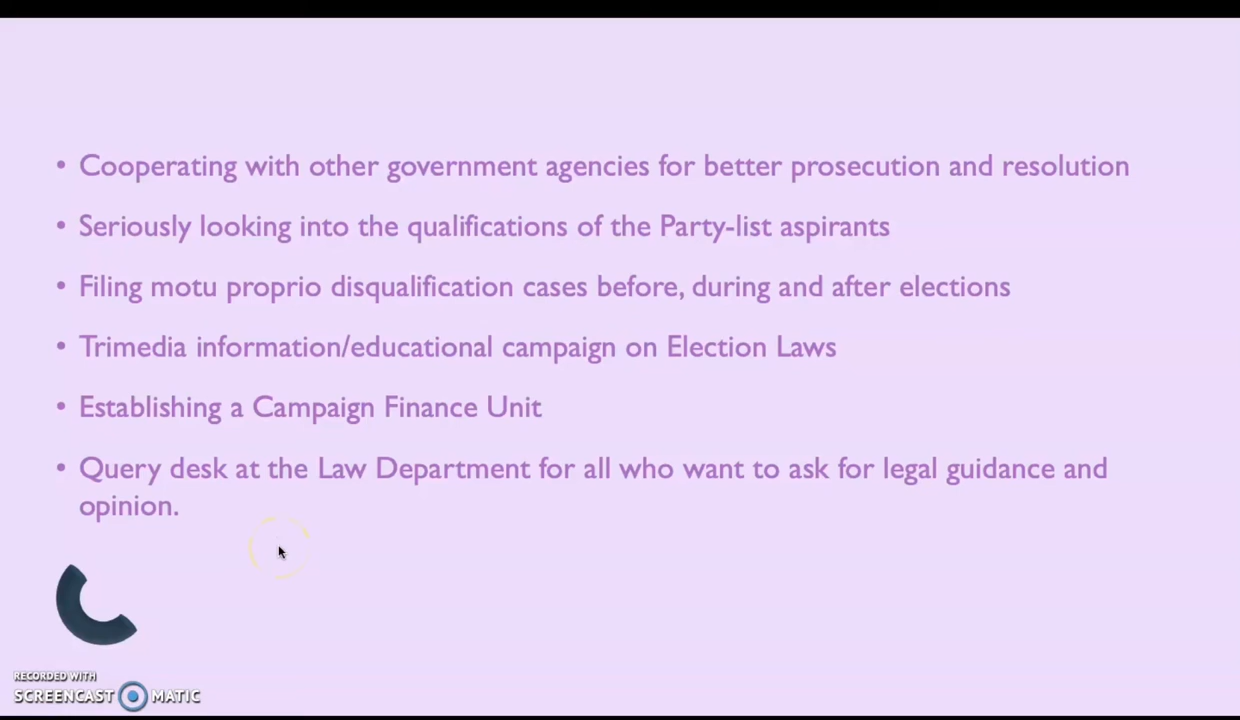 • Cooperating with other government agencies for better prosecution and resolution
• Seriously looking into the qualifications of the Party-list aspirants
• Filing motu proprio disqualification cases before, during and after elections
• Trimedia information/educational campaign on Election Laws
• Establishing a Campaign Finance Unit
• Query desk at the Law Department for all who want to ask for legal guidance and
opinion.
RECORDED WITH
SCREENCAST MATIC